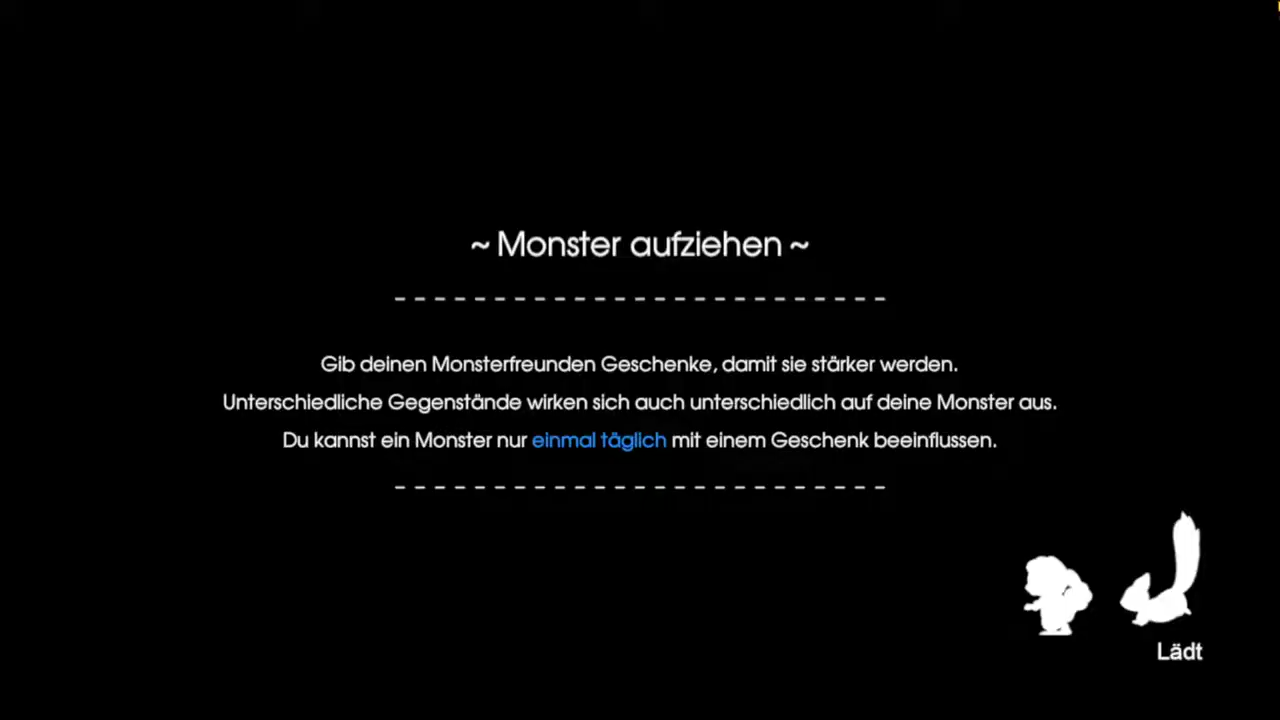 ~ Monster aufziehen ~
Gib deinen Monsterfreunden Geschenke, damit sie stärker werden.
Unterschiedliche Gegenstände wirken sich auch unterschiedlich auf deine Monster aus.
Du kannst ein Monster nur einmal täglich mit einem Geschenk beeinflussen.
Lädt